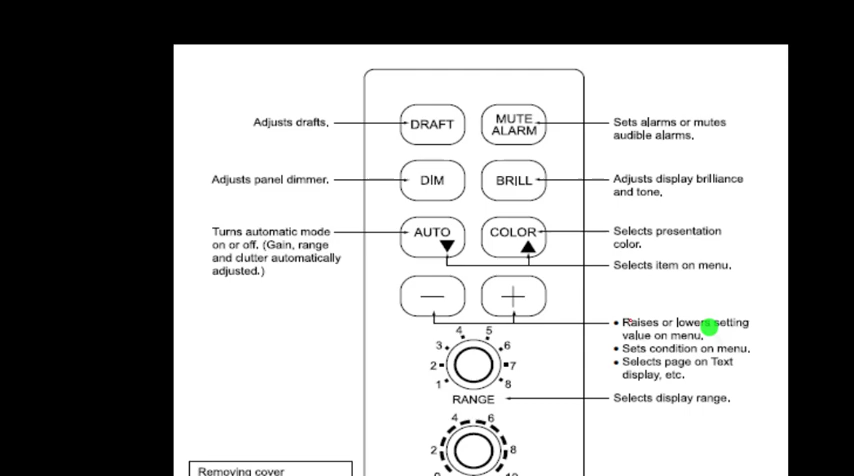 Adjusts drafts.
DRAFT
MUTE
ALARM
Sets alarms or mutes
audible alarms.
Adjusts panel dimmer.
DIM
BRILL
Adjusts display brilliance
and tone.
Turns automatic mode
on or off. (Gain, range
and clutter automatically
adjusted.)
AUTO
COLOR
Selects presentation
color.
Selects item on menu.
—
+
• Raises or lowers setting
value on menu.
• Sets condition on menu.
• Selects page on Text
display, etc.
4 5
3 6
2 7
1 8
RANGE
Selects display range.
4 6
2 8
Removing cover